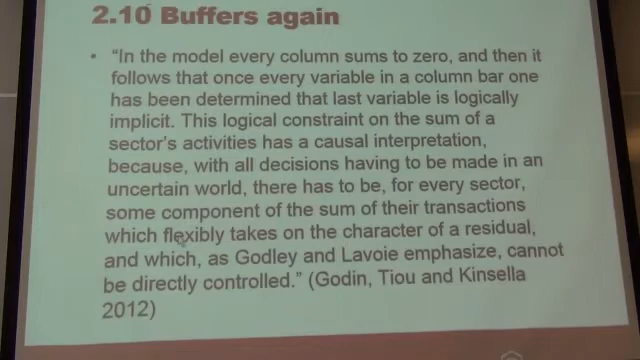 2.10 Buffers again
• “In the model every column sums to zero, and then it
follows that once every variable in a column bar one
has been determined that last variable is logically
implicit. This logical constraint on the sum of a
sector's activities has a causal interpretation,
because, with all decisions having to be made in an
uncertain world, there has to be, for every sector,
some component of the sum of their transactions
which flexibly takes on the character of a residual,
and which, as Godley and Lavoie emphasize, cannot
be directly controlled.” (Godin, Tiou and Kinsella
2012)